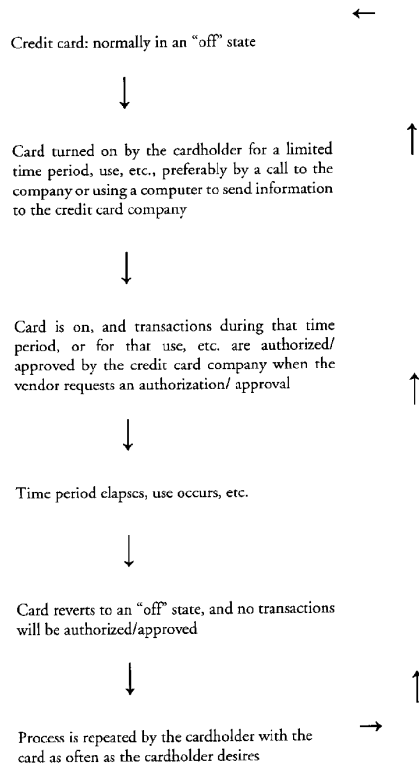 Credit card: normally in an “off” state
Card turned on by the cardholder for a limited
time period, use, etc., preferably by a call to the
company or using a computer to send information
to the credit card company
Card is on, and transactions during that time
period, or for that use, etc. are authorized/
approved by the credit card company when the
vendor requests an authorization/ approval
Time period elapses, use occurs, etc.
Card reverts to an “off” state, and no transactions
will be authorized/approved
Process is repeated by the cardholder with the
card as often as the cardholder desires